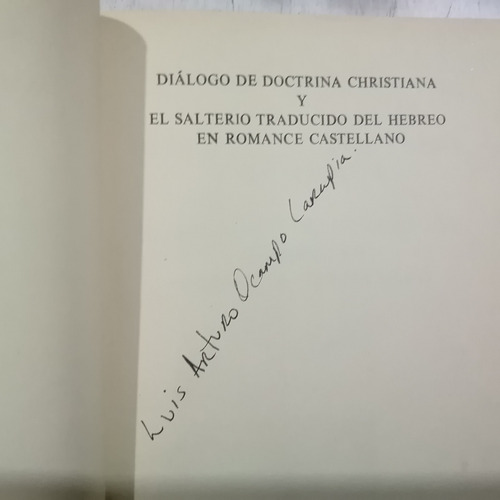 DIÁLOGO DE DOCTRINA CHRISTIANA
Y
EL SALTERIO TRADUCIDO DEL HEBREO
EN ROMANCE CASTELLANO
Luis Arturo Ocampo